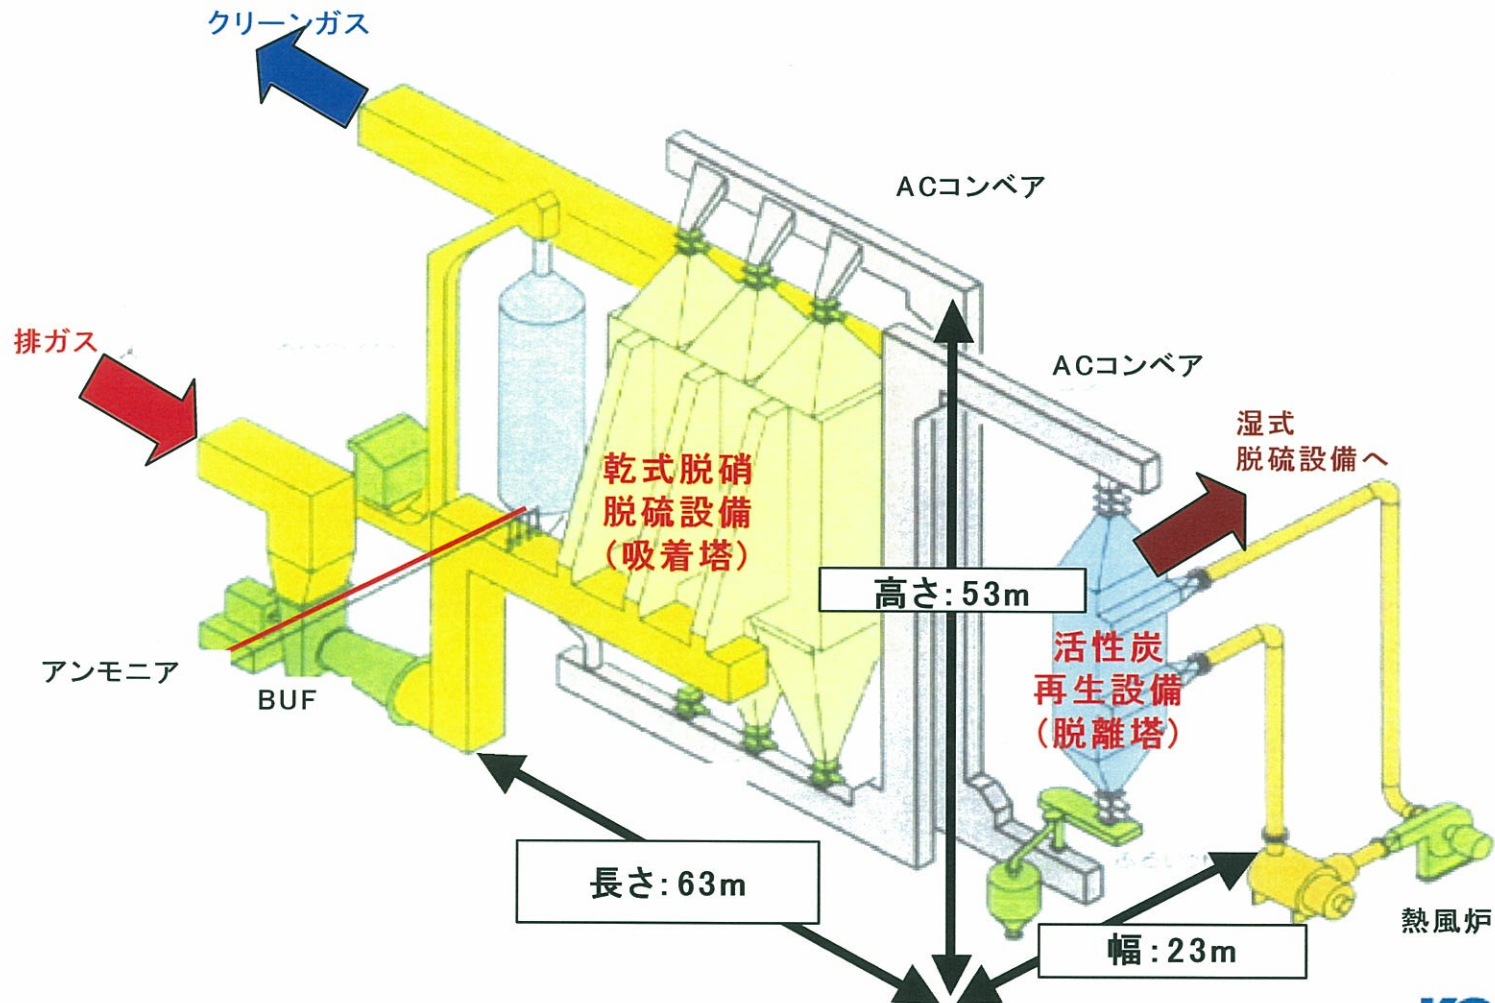 クリーンガス
ACコンベア
排ガス
ACコンベア
湿式
脱硫設備へ
乾式脱硝
脱硫設備
(吸着塔)
高さ:53m
活性炭
再生設備
(脱離塔)
アンモニア
BUF
長さ:63m
熱風炉
幅:23m